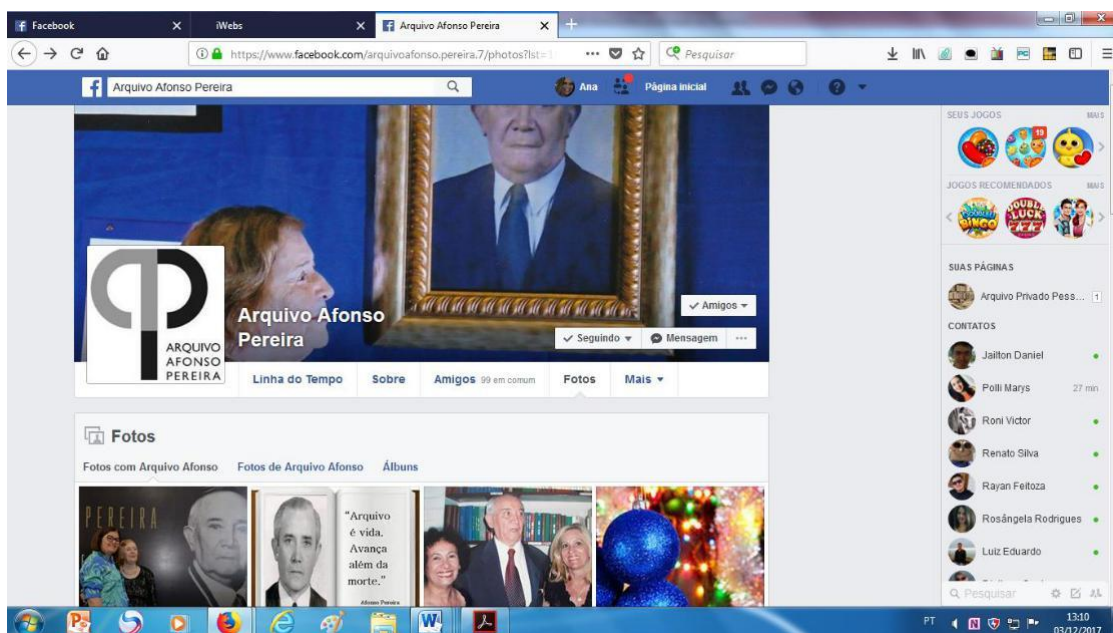 Facebook
iWebs
Arquivo Afonso Pereira
https://www.facebook.com/arquivoafonso.pereira.7/photos?lst=1
Pesquisar
Arquivo Afonso Pereira
Ana
Página inicial
Arquivo Afonso
Pereira
ARQUIVO
AFONSO
PEREIRA
Amigos
Seguindo
Mensagem
Linha do Tempo
Sobre
Amigos 99 em comum
Fotos
Mais
Fotos
Fotos com Arquivo Afonso
Fotos de Arquivo Afonso
Álbuns
PEREIRA
"Arquivo
é vida.
Avança
além da
morte."
Afonso Pereira
SEUS JOGOS
MAIS
19
JOGOS RECOMENDADOS
MAIS
BINGO
DOUBLE
LUCK
SUAS PÁGINAS
Arquivo Privado Pess...
1
CONTATOS
Jailton Daniel
Polli Marys
27 min
Roni Victor
Renato Silva
Rayan Feitoza
Rosângela Rodrigues
Luiz Eduardo
Pesquisar
PT
13:10
03/12/2017